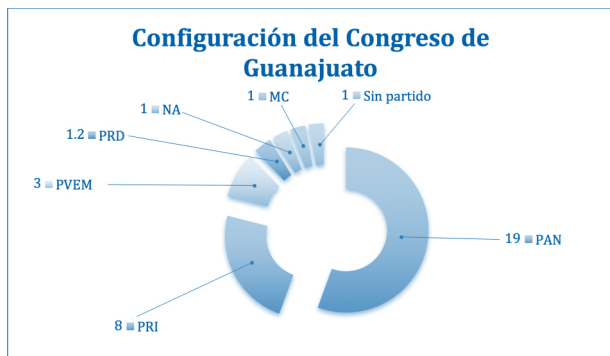 Configuración del Congreso de
Guanajuato
1 MC
1 Sin partido
1 NA
1.2 PRD
3 PVEM
19 PAN
8 PRI